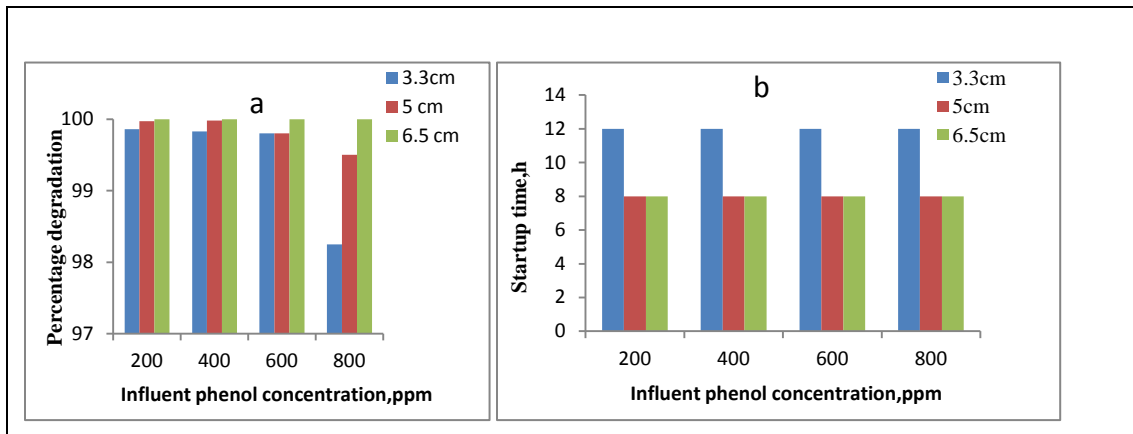 a
3.3cm
5 cm
6.5 cm
Percentage degradation
100
99
98
97
200 400 600 800
Influent phenol concentration,ppm
b
3.3cm
5cm
6.5cm
Startup time,h
14
12
10
8
6
4
2
0
200 400 600 800
Influent phenol concentration,ppm